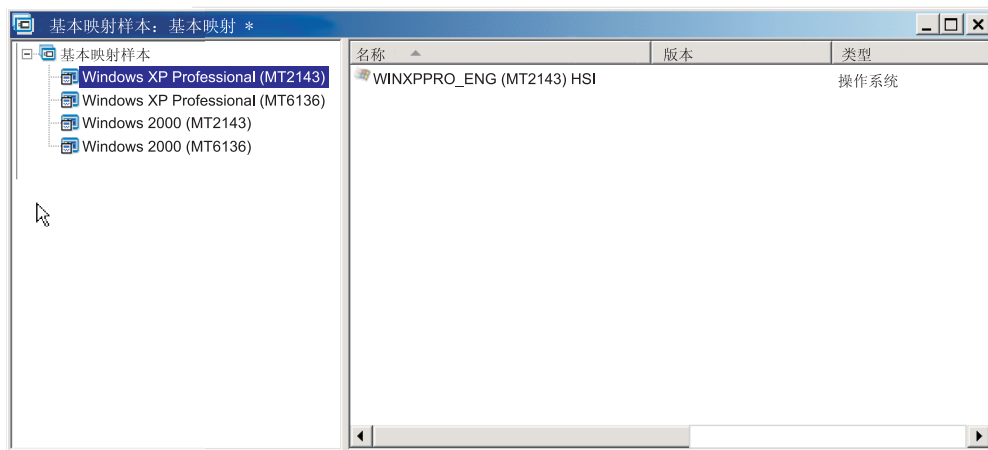 基本映射样本：基本映射 *
基本映射样本
Windows XP Professional (MT2143)
Windows XP Professional (MT6136)
Windows 2000 (MT2143)
Windows 2000 (MT6136)
名称 版本 类型
WINXPPRO_ENG (MT2143) HSI 操作系统